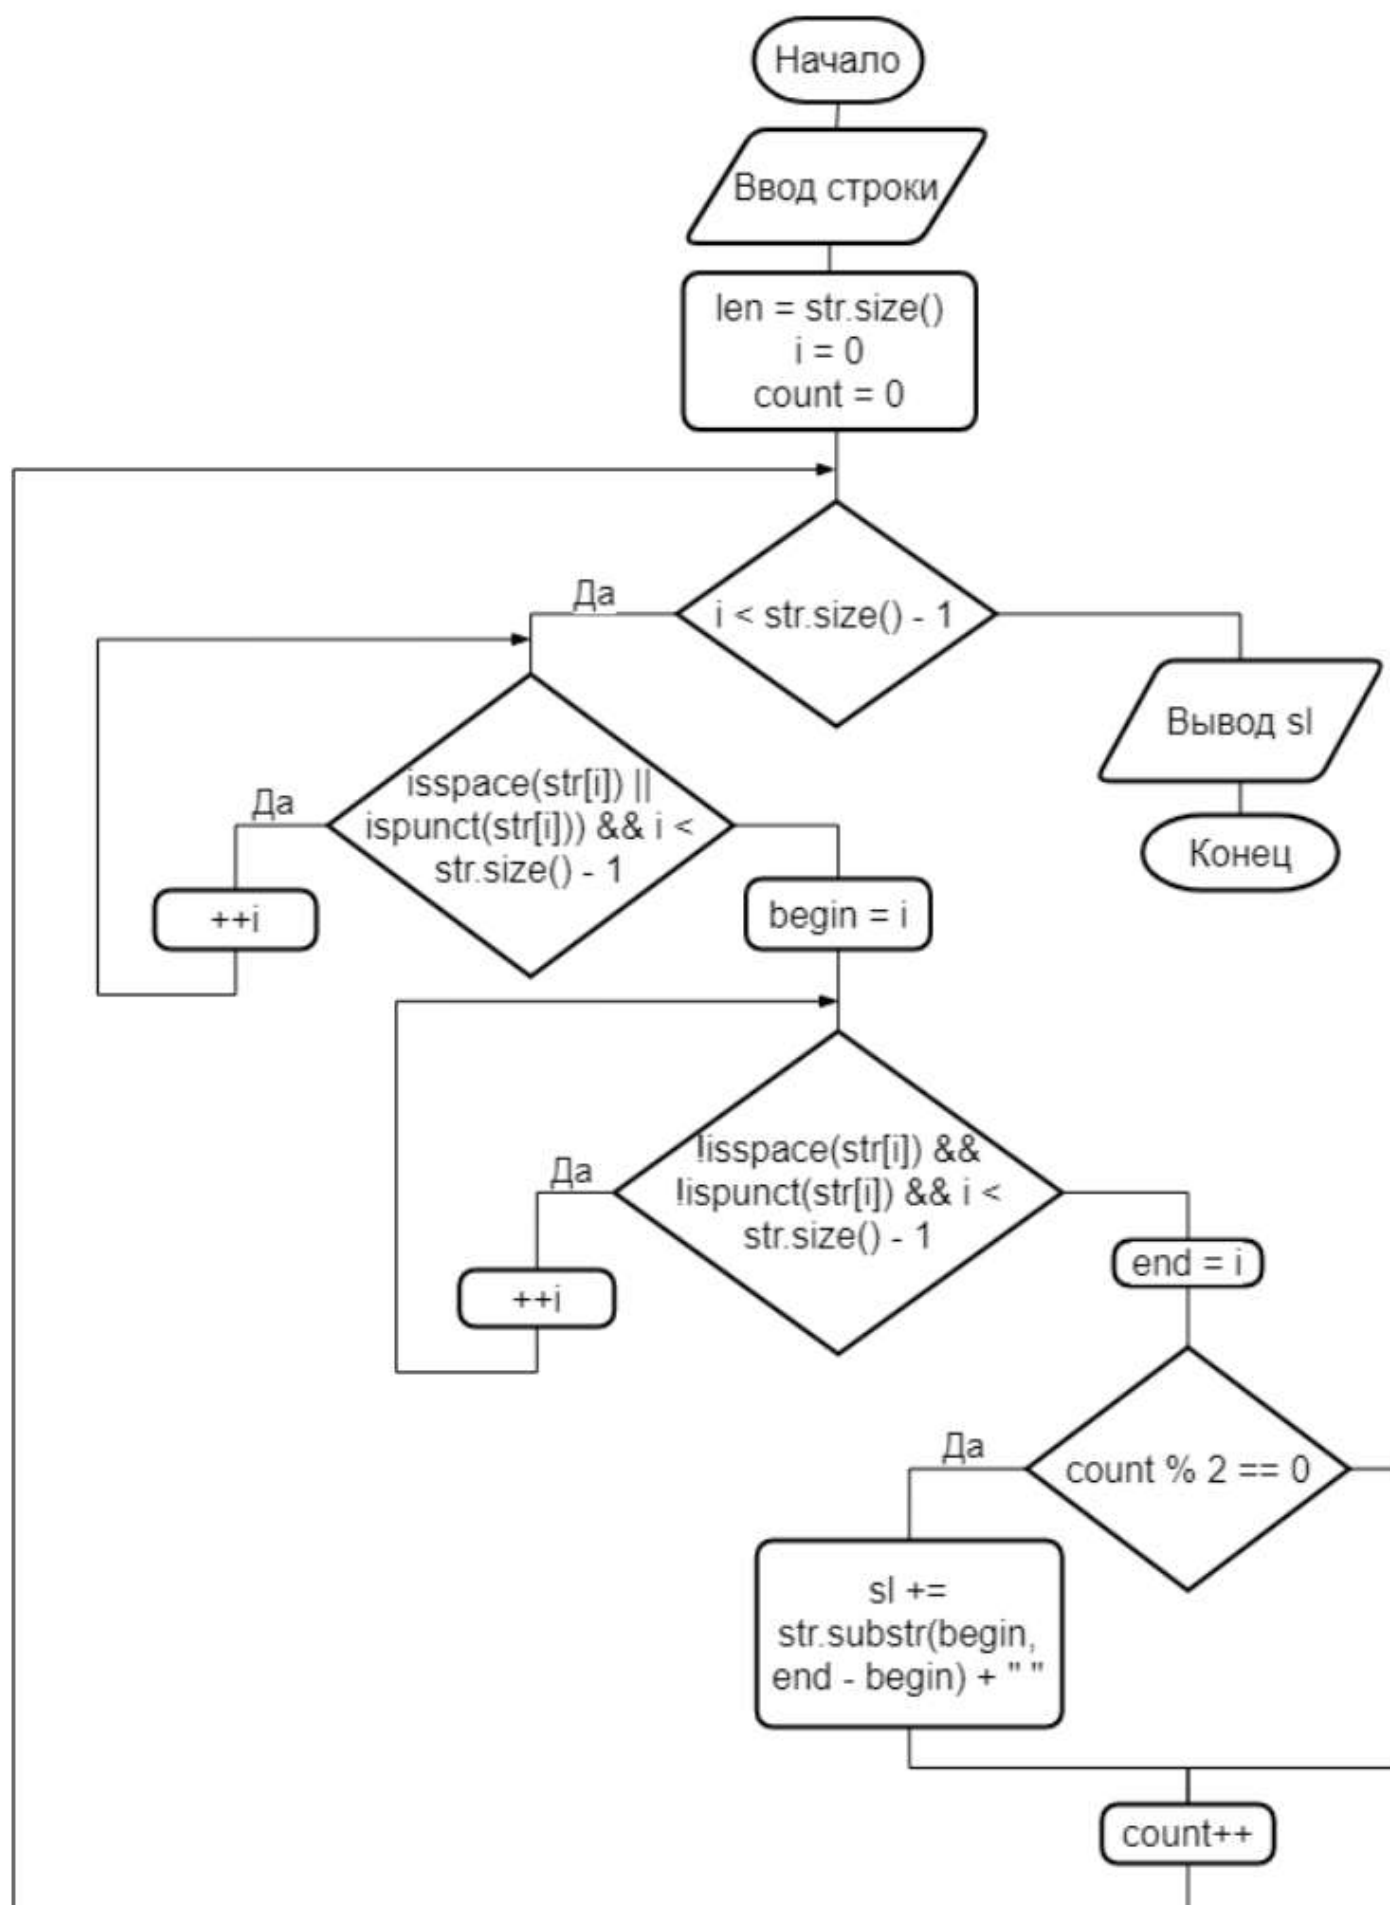 Начало
Ввод строки
len = str.size()
i = 0
count = 0
Да
i < str.size() - 1
Вывод sl
Конец
Да
isspace(str[i]) ||
ispunct(str[i])) && i <
str.size() - 1
++i
begin = i
Да
!isspace(str[i]) &&
!ispunct(str[i]) && i <
str.size() - 1
++i
end = i
Да
count % 2 == 0
sl +=
str.substr(begin,
end - begin) + " "
count++